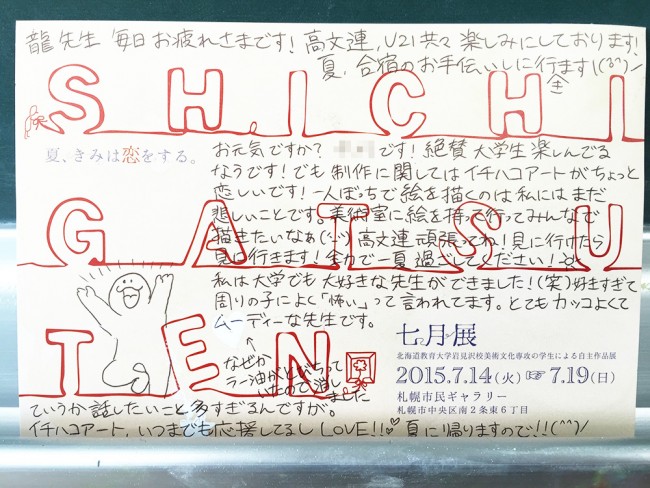 龍先生 毎日お疲れさまです! 高文連、U21共々楽しみにしております!
夏、合宿のお手伝いしに行きます!(^^)/
全
SHICHI
夏、きみは恋をする。
お元気ですか? です! 絶賛大学生楽しんでる
なうです! でも制作に関してはイチハコアートがちょっと
恋しいです! 一人ぼっちで絵を描くのは私にはまだ
悲しいことです。美術室に絵を持って行ってみんなで
描きたいなぁ 高文連頑張ってね! 見に行けたら
見に行きます! 全力で一夏過ごしてください!
GATSU
私は大学でも大好きな先生ができました!(笑)好きすぎて
周りの子によく「怖い」って言われてます。とてもカッコよくて
ムーディーな先生です。
なぜか
ラー油がとびちって
いたので消し
ました
TEN
七月展
北海道教育大学岩見沢校美術文化専攻の学生による自主作品展
2015.7.14(火)☞7.19(日)
札幌市民ギャラリー
札幌市中央区南2条東6丁目
ていうか話したいこと多すぎるんですが。
イチハコアート、いつまでも応援してるし LOVE!!♡ 夏に帰りますので!!(^^)/